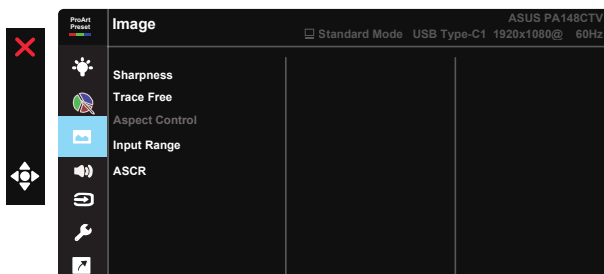 ProArt
Preset
Image
ASUS PA148CTV
Standard Mode USB Type-C1 1920x1080@ 60Hz
Sharpness
Trace Free
Aspect Control
Input Range
ASCR